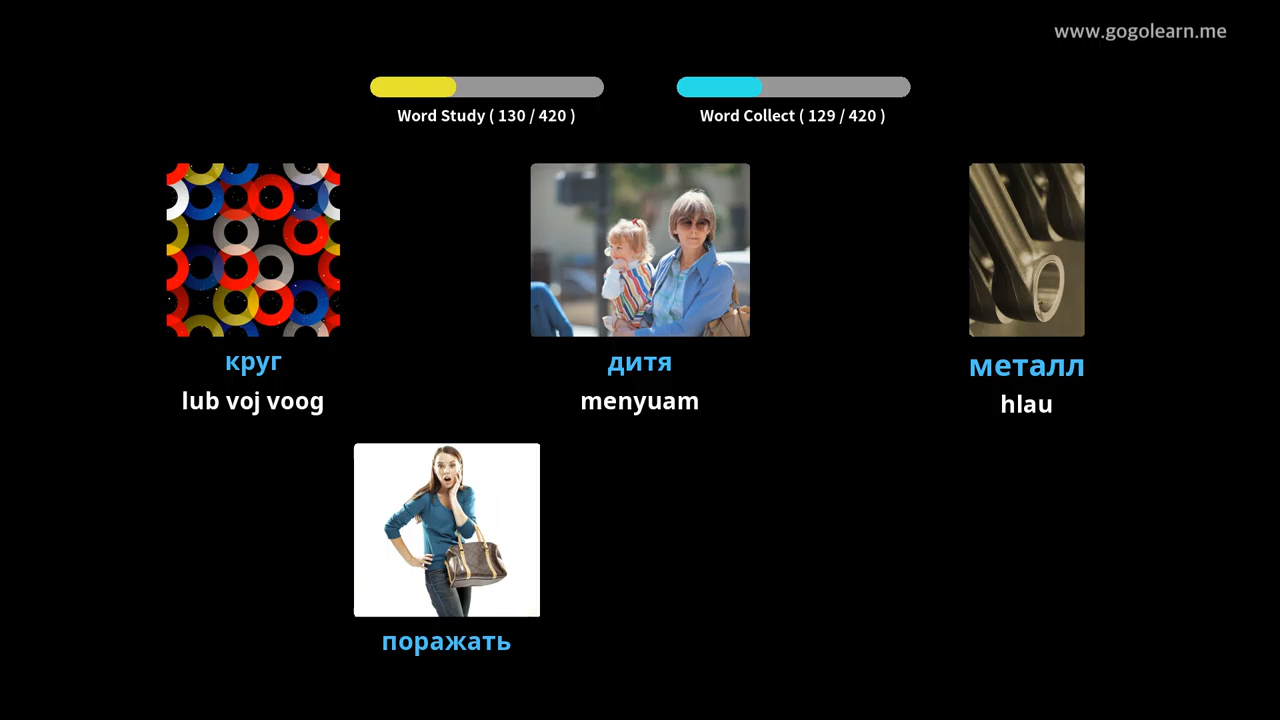 www.gogolearn.me
Word Study ( 130 / 420 )
Word Collect ( 129 / 420 )
круг
дитя
металл
lub voj voog
menyuam
hlau
поражать